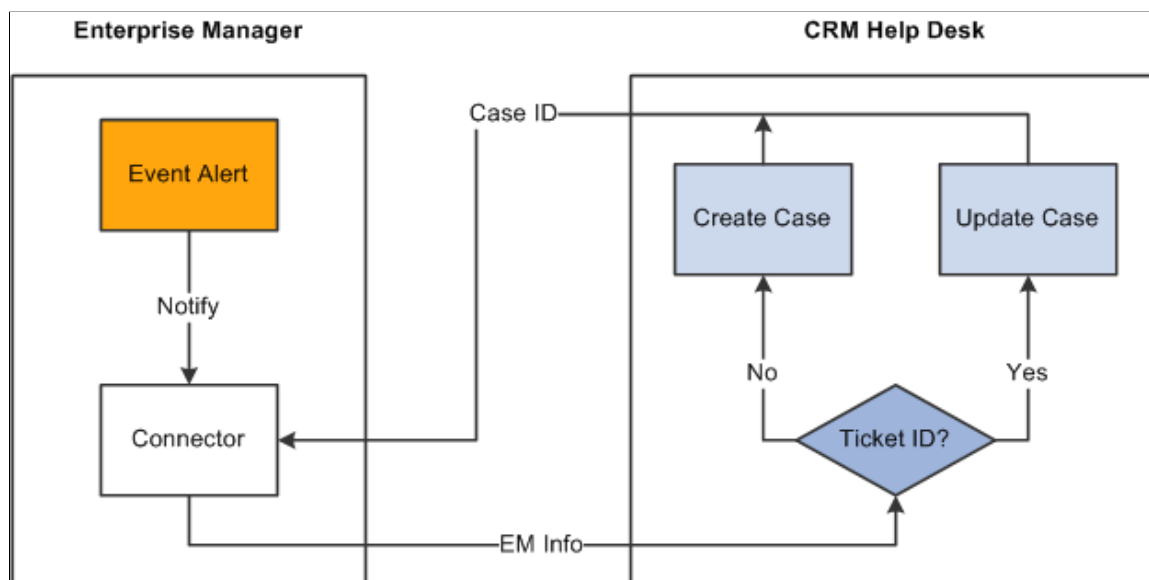 Enterprise Manager
CRM Help Desk
Case ID
Event Alert
Create Case
Update Case
Notify
No
Yes
Connector
Ticket ID?
EM Info